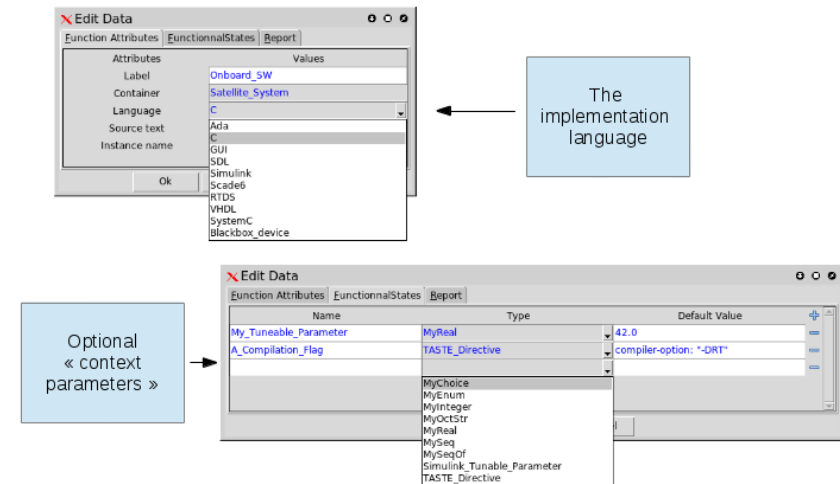 Edit Data
Function Attributes FunctionnalStates Report
Attributes Values
Label Onboard_SW
Container Satellite_System
Language C
Source text
Instance name
Ada
C
GUI
SDL
Simulink
Scade6
RTDS
VHDL
SystemC
Blackbox_device
Ok
The
implementation
language
Edit Data
Function Attributes FunctionnalStates Report
Name Type Default Value
My_Tuneable_Parameter MyReal 42.0
A_Compilation_Flag TASTE_Directive compiler-option: "-DRT"
MyChoice
MyEnum
MyInteger
MyOctStr
MyReal
MySeq
MySeqOf
Simulink_Tunable_Parameter
TASTE_Directive
Optional
« context
parameters »